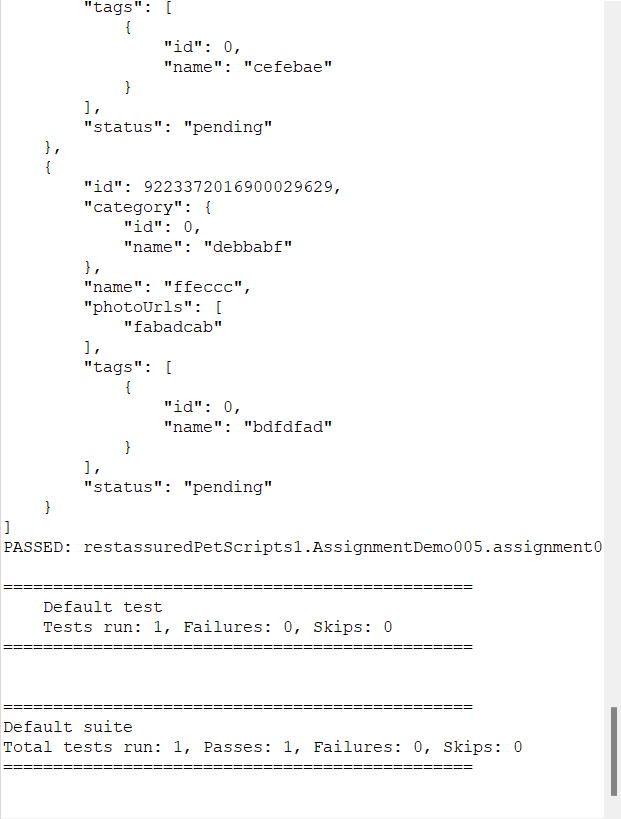 "tags": [
{
"id": 0,
"name": "cefebae"
}
],
"status": "pending"
},
{
"id": 9223372016900029629,
"category": {
"id": 0,
"name": "debbabf"
},
"name": "ffeccc",
"photoUrls": [
"fabadcab"
],
"tags": [
{
"id": 0,
"name": "bdfdfad"
}
],
"status": "pending"
}
]
PASSED: restassuredPetScripts1.AssignmentDemo005.assignment0
===============================================
Default test
Tests run: 1, Failures: 0, Skips: 0
===============================================
===============================================
Default suite
Total tests run: 1, Passes: 1, Failures: 0, Skips: 0
===============================================